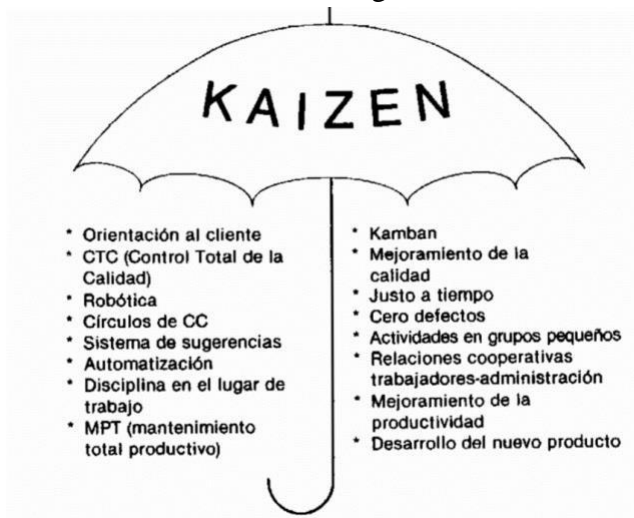 KAIZEN
* Orientación al cliente
* CTC (Control Total de la
Calidad)
* Robótica
* Círculos de CC
* Sistema de sugerencias
* Automatización
* Disciplina en el lugar de
trabajo
* MPT (mantenimiento
total productivo)
* Kamban
* Mejoramiento de la
calidad
* Justo a tiempo
* Cero defectos
* Actividades en grupos pequeños
* Relaciones cooperativas
trabajadores-administración
* Mejoramiento de la
productividad
* Desarrollo del nuevo producto